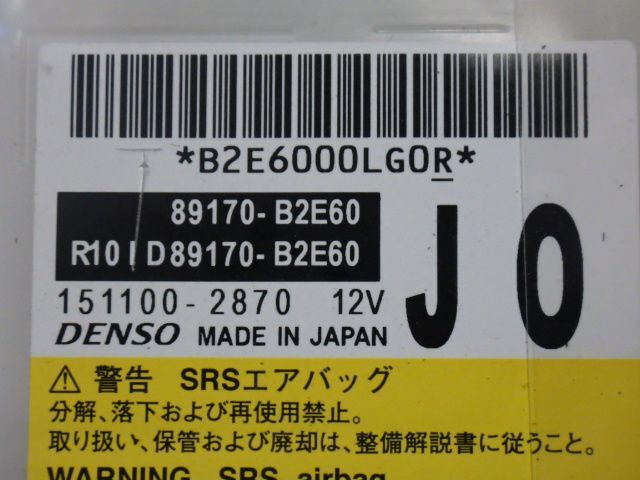 *B2E6000LG0R*
89170-B2E60
R10ID89170-B2E60
J0
151100-2870 12V
DENSO MADE IN JAPAN
⚠ 警告 SRSエアバッグ
分解、落下および再使用禁止。
取り扱い、保管および廃却は、整備解説書に従うこと。
WARNING SRS airbag